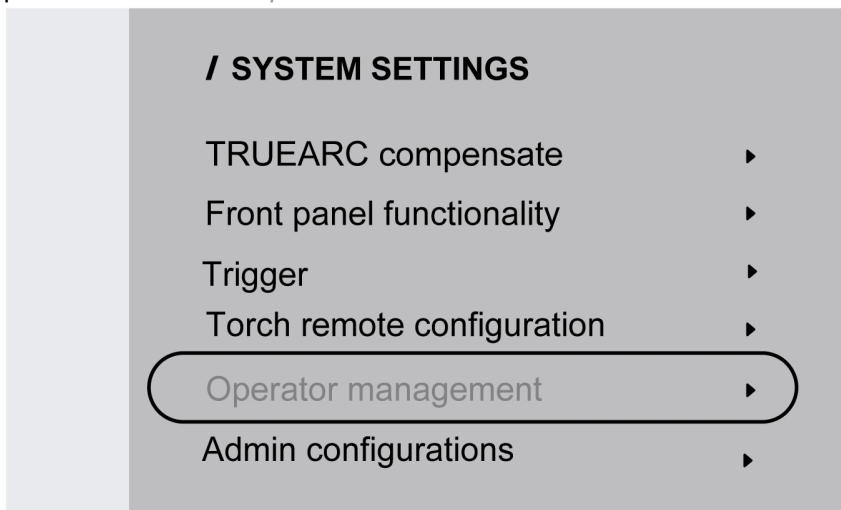 / SYSTEM SETTINGS
TRUEARC compensate
Front panel functionality
Trigger
Torch remote configuration
Operator management
Admin configurations